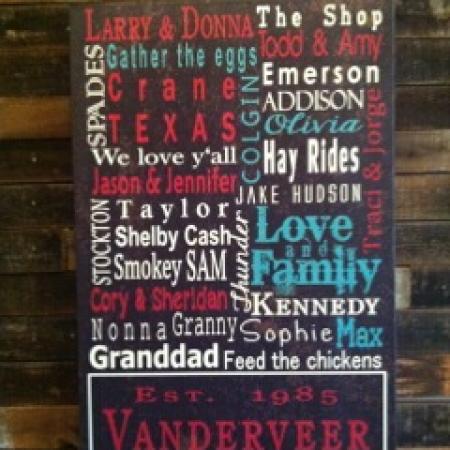 LARRY & DONNA
The Shop
Todd & Amy
SPADES
Gather the eggs
Emerson
Crane
COLGIN
ADDISON
TEXAS
Olivia
Traci & Jorge
We love y'all
Hay Rides
Jason & Jennifer
JAKE HUDSON
STOCKTON
Taylor
Love
and
Family
Shelby Cash
Thunder
Smokey SAM
Cory & Sheridan
KENNEDY
Nonna
Granny
Sophie
Max
Granddad
Feed the chickens
EST. 1985
VANDERVEER